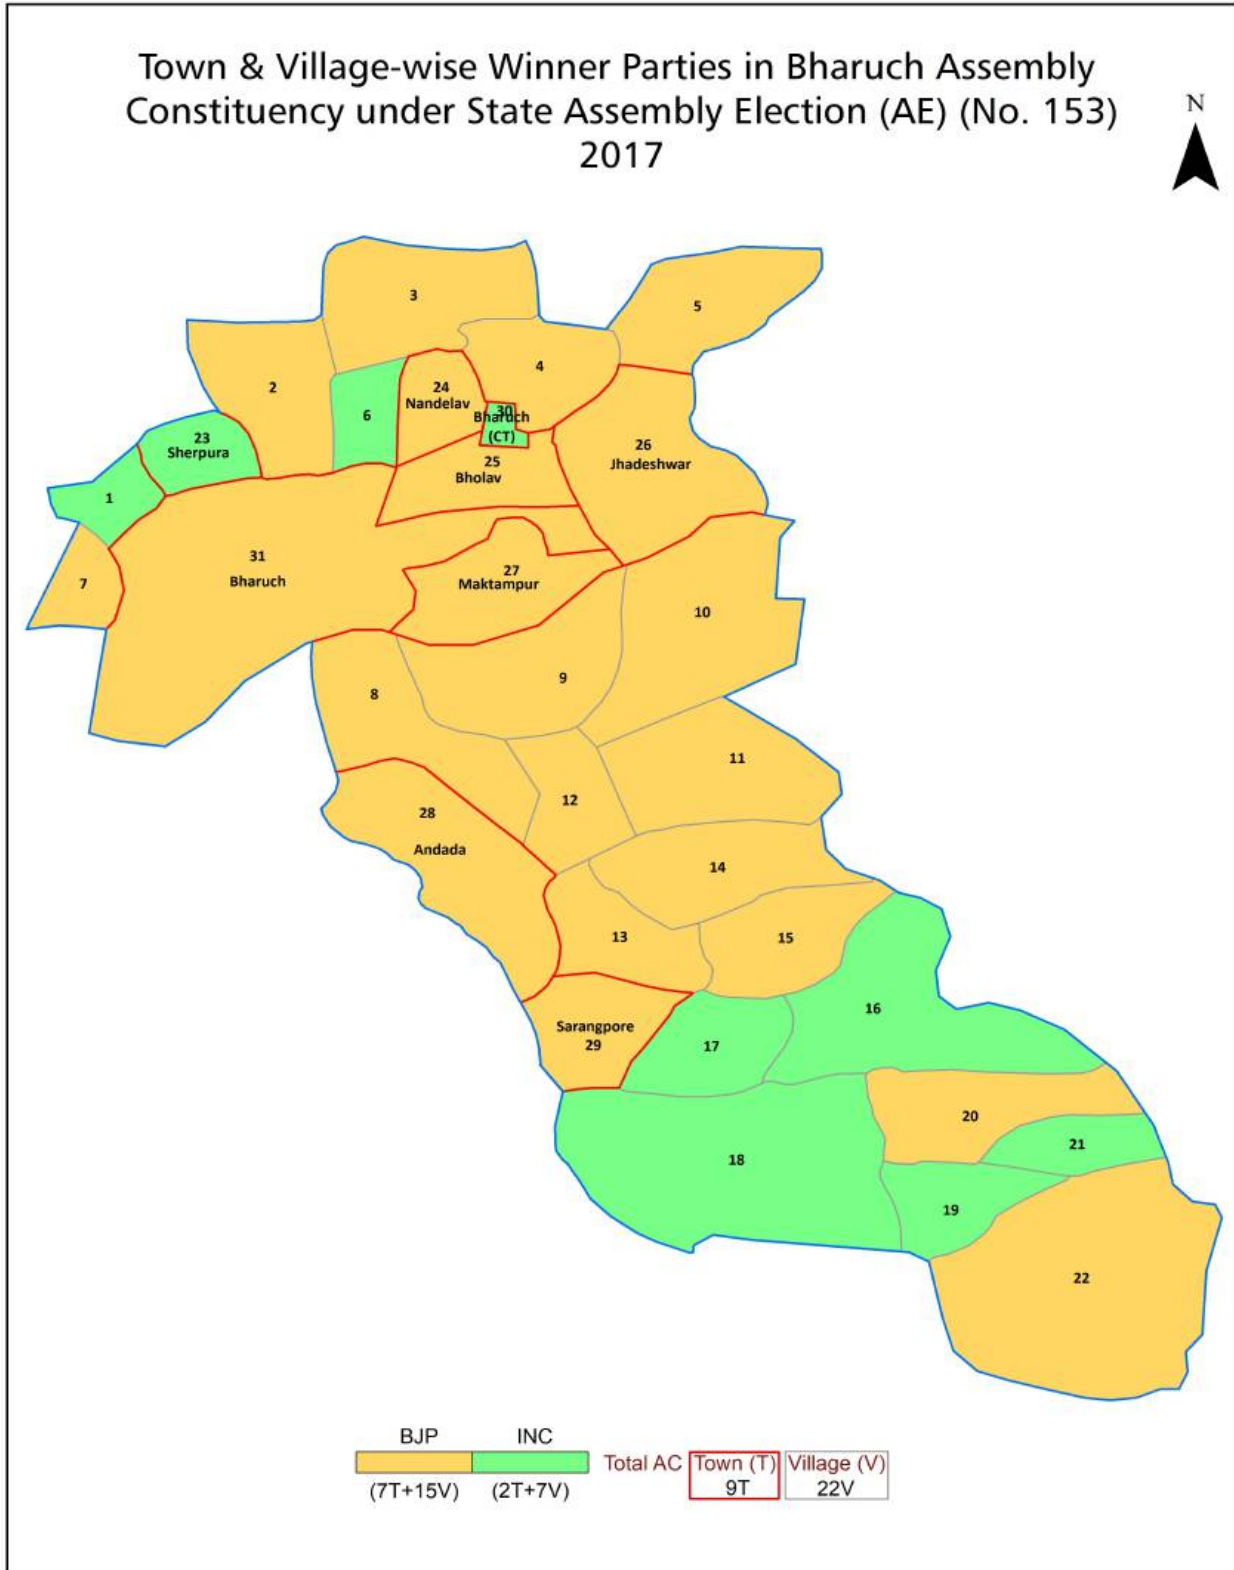 Town & Village-wise Winner Parties in Bharuch Assembly
Constituency under State Assembly Election (AE) (No. 153)
2017
N
3
5
4
2
24
Nandelav
6
30
Bharuch
(CT)
23
Sherpura
26
Jhadeshwar
25
Bholav
1
31
Bharuch
27
Maktampur
7
10
9
8
11
12
28
Andada
14
13
15
16
Sarangpore
29
17
20
21
18
19
22
BJP INC
Total AC Town (T) Village (V)
(7T+15V) (2T+7V) 9T 22V